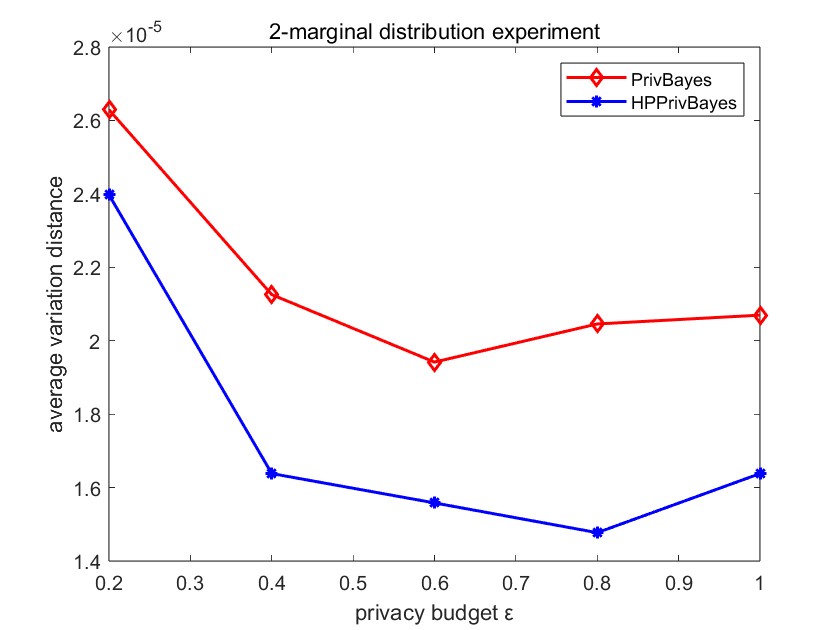 2-marginal distribution experiment
×10⁻⁵
2.8
2.6
2.4
2.2
2
1.8
1.6
1.4
average variation distance
PrivBayes
HPPrivBayes
0.2 0.3 0.4 0.5 0.6 0.7 0.8 0.9 1
privacy budget ε